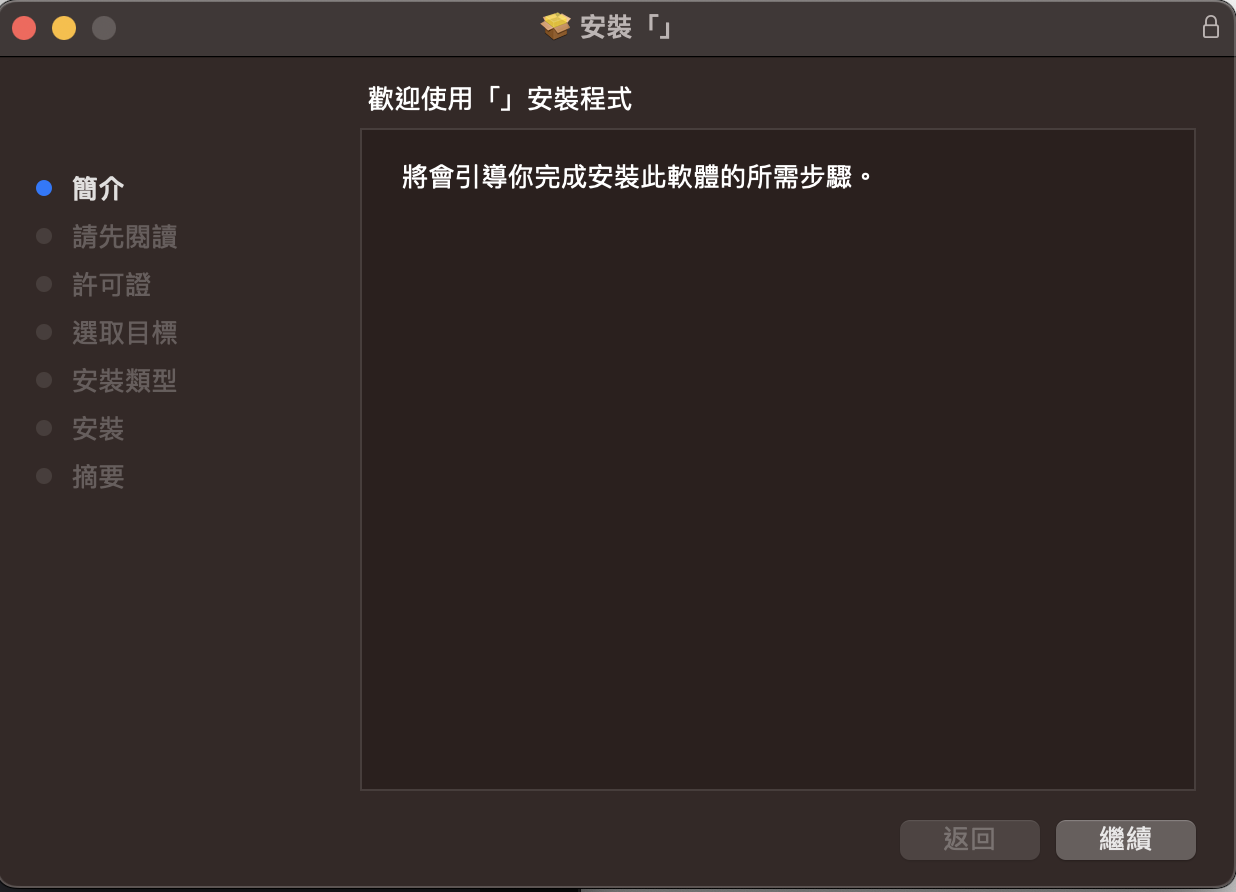 安裝「」
歡迎使用「」安裝程式
將會引導你完成安裝此軟體的所需步驟。
簡介
請先閱讀
許可證
選取目標
安裝類型
安裝
摘要
返回
繼續